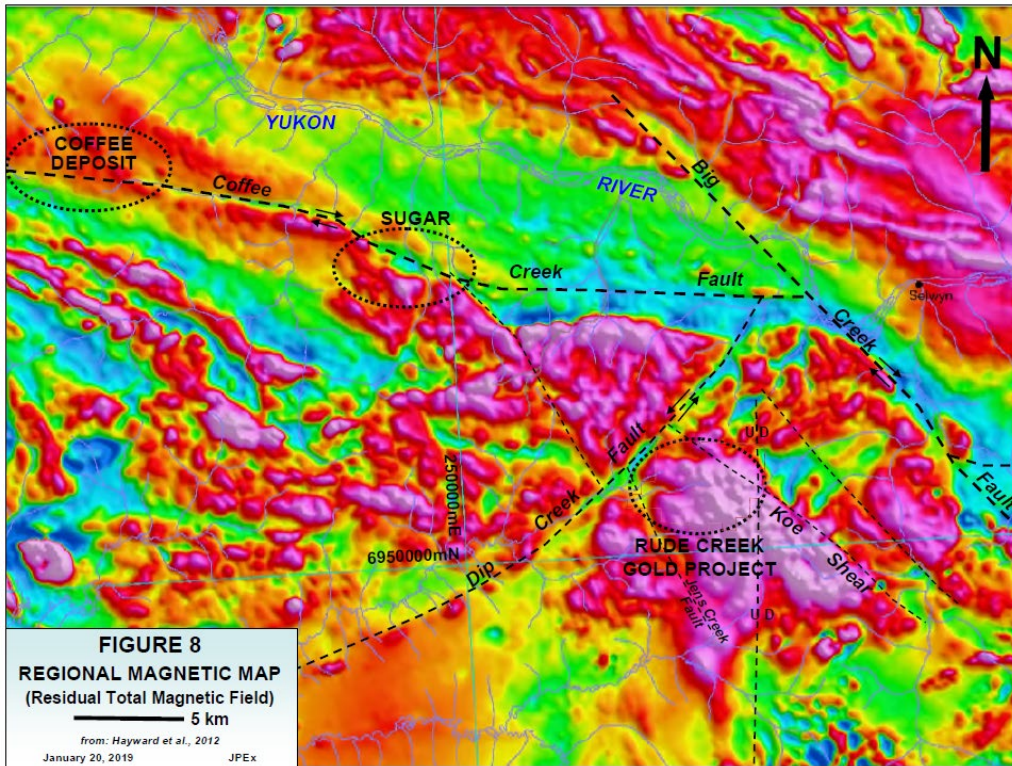 N
COFFEE
DEPOSIT
YUKON
Big
Coffee
RIVER
SUGAR
Creek
Fault
Selwyn
Creek
Fault
U D
Fault
Creek
Dip
250000mE
6950000mN
Koe
Shear
RUDE CREEK
GOLD PROJECT
Jens Creek
Fault
U D
FIGURE 8
REGIONAL MAGNETIC MAP
(Residual Total Magnetic Field)
5 km
from: Hayward et al., 2012
January 20, 2019 JPEx